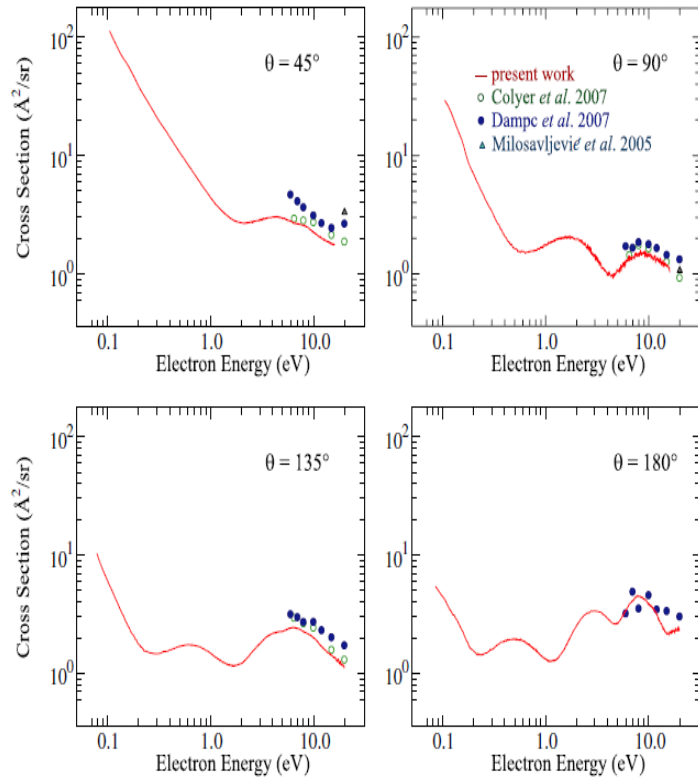 θ = 45°
10²
10¹
10⁰
Cross Section (Å²/sr)
0.1 1.0 10.0
Electron Energy (eV)
θ = 90°
present work
Colyer et al. 2007
Dampc et al. 2007
Milosavljević et al. 2005
10²
10¹
10⁰
0.1 1.0 10.0
Electron Energy (eV)
θ = 135°
10²
10¹
10⁰
Cross Section (Å²/sr)
0.1 1.0 10.0
Electron Energy (eV)
θ = 180°
10²
10¹
10⁰
0.1 1.0 10.0
Electron Energy (eV)